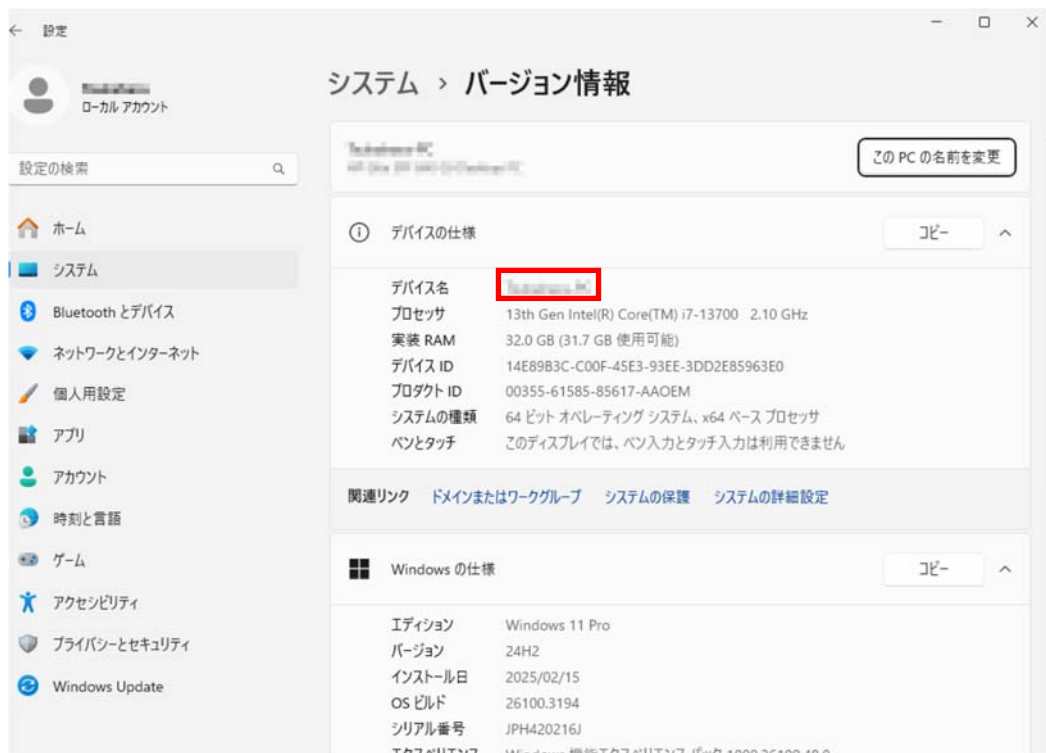 設定
ローカル アカウント
設定の検索
ホーム
システム
Bluetooth とデバイス
ネットワークとインターネット
個人用設定
アプリ
アカウント
時刻と言語
ゲーム
アクセシビリティ
プライバシーとセキュリティ
Windows Update
システム › バージョン情報
この PC の名前を変更
デバイスの仕様
コピー
デバイス名
プロセッサ 13th Gen Intel(R) Core(TM) i7-13700 2.10 GHz
実装 RAM 32.0 GB (31.7 GB 使用可能)
デバイス ID 14E89B3C-C00F-45E3-93EE-3DD2E85963E0
プロダクト ID 00355-61585-85617-AAOEM
システムの種類 64 ビット オペレーティング システム、x64 ベース プロセッサ
ペンとタッチ このディスプレイでは、ペン入力とタッチ入力は利用できません
関連リンク ドメインまたはワークグループ システムの保護 システムの詳細設定
Windows の仕様
コピー
エディション Windows 11 Pro
バージョン 24H2
インストール日 2025/02/15
OS ビルド 26100.3194
シリアル番号 JPH420216J